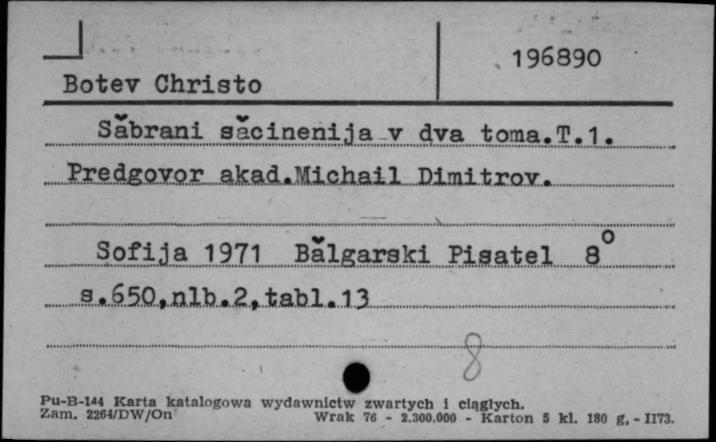 196890
Botev Christo
Săbrani săcinenija v dva toma.T.1.
Predgovor akad.Michail Dimitrov.
Sofija 1971 Bălgarski Pisatel 8°
s.650,nlb.2,tabl.13
8
Pu-B-144 Karta katalogowa wydawnictw zwartych i ciągłych.
Zam. 2264/DW/On Wrak 76 - 2.300.000 - Karton 5 kl. 180 g, - II73.